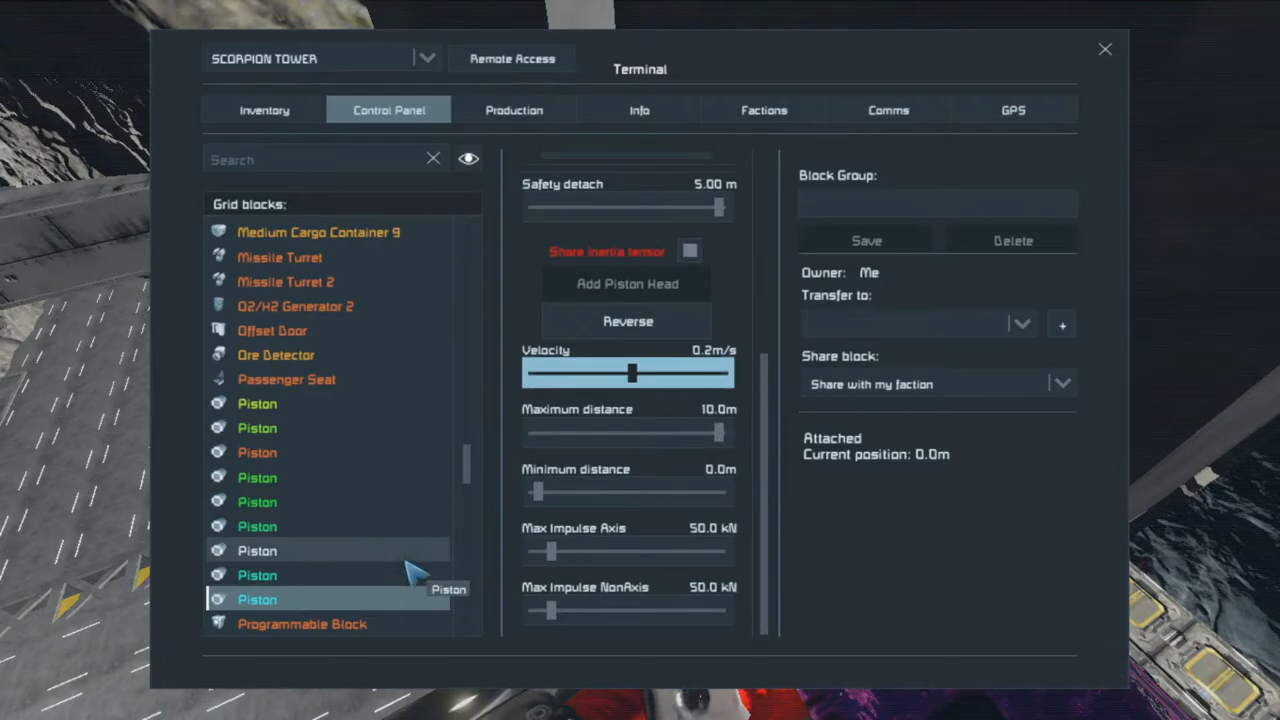 SCORPION TOWER
Remote Access
Terminal
Inventory
Control Panel
Production
Info
Factions
Comms
GPS
Search
Grid blocks:
Medium Cargo Container 9
Missile Turret
Missile Turret 2
O2/H2 Generator 2
Offset Door
Ore Detector
Passenger Seat
Piston
Piston
Piston
Piston
Piston
Piston
Piston
Piston
Piston
Programmable Block
Piston
Safety detach 5.00 m
Share inertia tensor
Add Piston Head
Reverse
Velocity 0.2m/s
Maximum distance 10.0m
Minimum distance 0.0m
Max Impulse Axis 50.0 kN
Max Impulse NonAxis 50.0 kN
Block Group:
Save
Delete
Owner: Me
Transfer to:
+
Share block:
Share with my faction
Attached
Current position: 0.0m